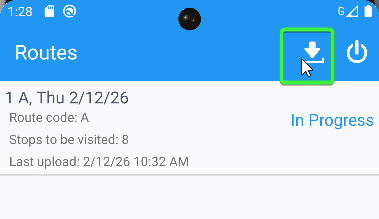 1:28 G
Routes
1 A, Thu 2/12/26
Route code: A
In Progress
Stops to be visited: 8
Last upload: 2/12/26 10:32 AM